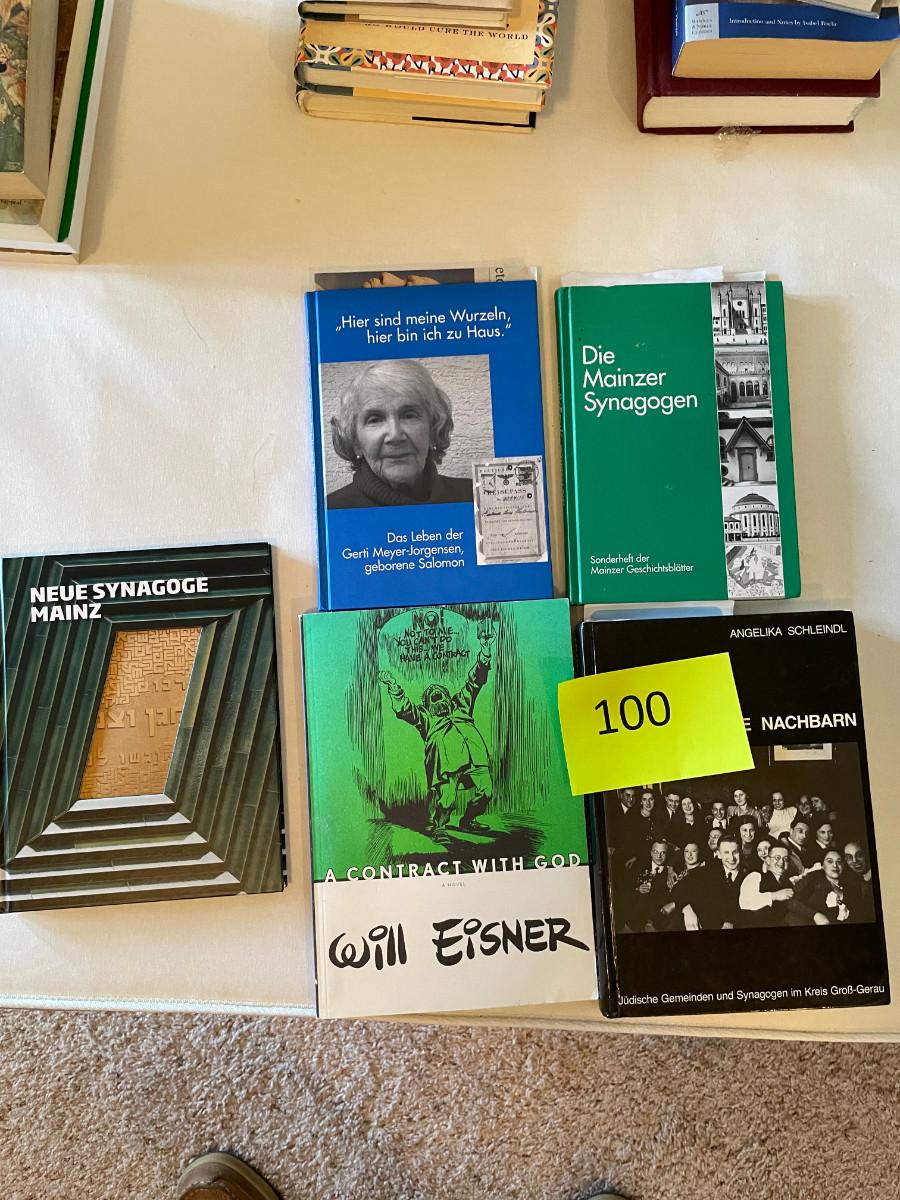 WOULD CURE THE WORLD
Introduction and Notes by
„Hier sind meine Wurzeln,
hier bin ich zu Haus."
Das Leben der
Gerti Meyer-Jorgensen,
geborene Salomon
REISEPASS
Die
Mainzer
Synagogen
Sonderheft der
Mainzer Geschichtsblätter
NEUE SYNAGOGE
MAINZ
NO!
NOT TO ME...
YOU CAN'T DO
THIS... WE
HAVE A CONTRACT
A CONTRACT WITH GOD
A NOVEL
Will EISNER
ANGELIKA SCHLEINDL
E NACHBARN
100
Jüdische Gemeinden und Synagogen im Kreis Groß-Gerau